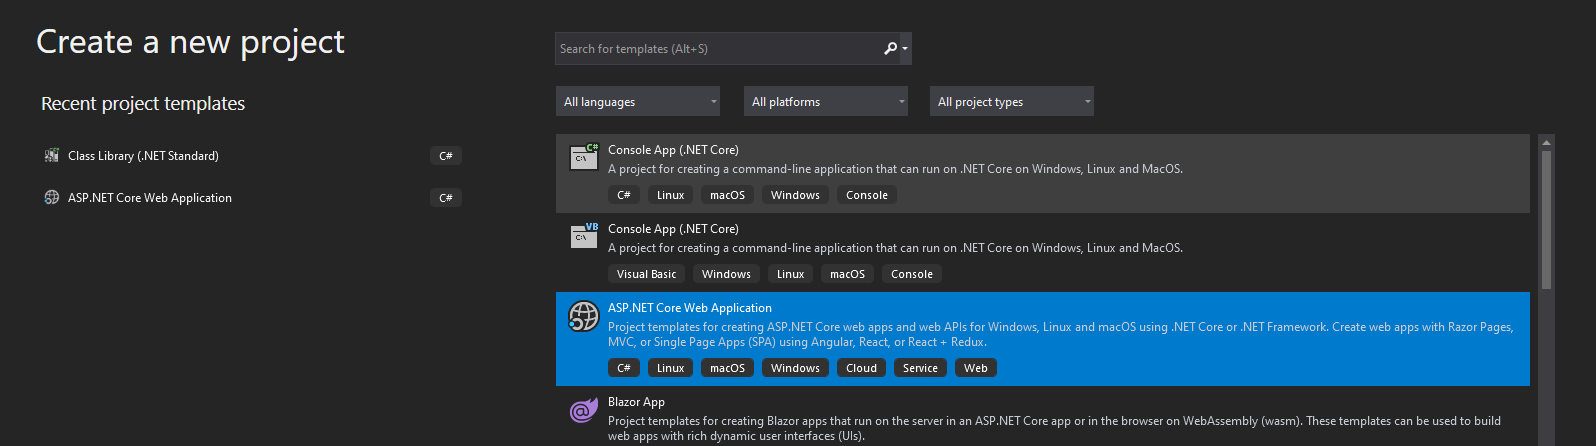 Create a new project
Recent project templates
Class Library (.NET Standard) C#
ASP.NET Core Web Application C#
Search for templates (Alt+S)
All languages All platforms All project types
C#
C:\
Console App (.NET Core)
A project for creating a command-line application that can run on .NET Core on Windows, Linux and MacOS.
C# Linux macOS Windows Console
VB
C:\
Console App (.NET Core)
A project for creating a command-line application that can run on .NET Core on Windows, Linux and MacOS.
Visual Basic Windows Linux macOS Console
ASP.NET Core Web Application
Project templates for creating ASP.NET Core web apps and web APIs for Windows, Linux and macOS using .NET Core or .NET Framework. Create web apps with Razor Pages,
MVC, or Single Page Apps (SPA) using Angular, React, or React + Redux.
C# Linux macOS Windows Cloud Service Web
@
Blazor App
Project templates for creating Blazor apps that run on the server in an ASP.NET Core app or in the browser on WebAssembly (wasm). These templates can be used to build
web apps with rich dynamic user interfaces (UIs).